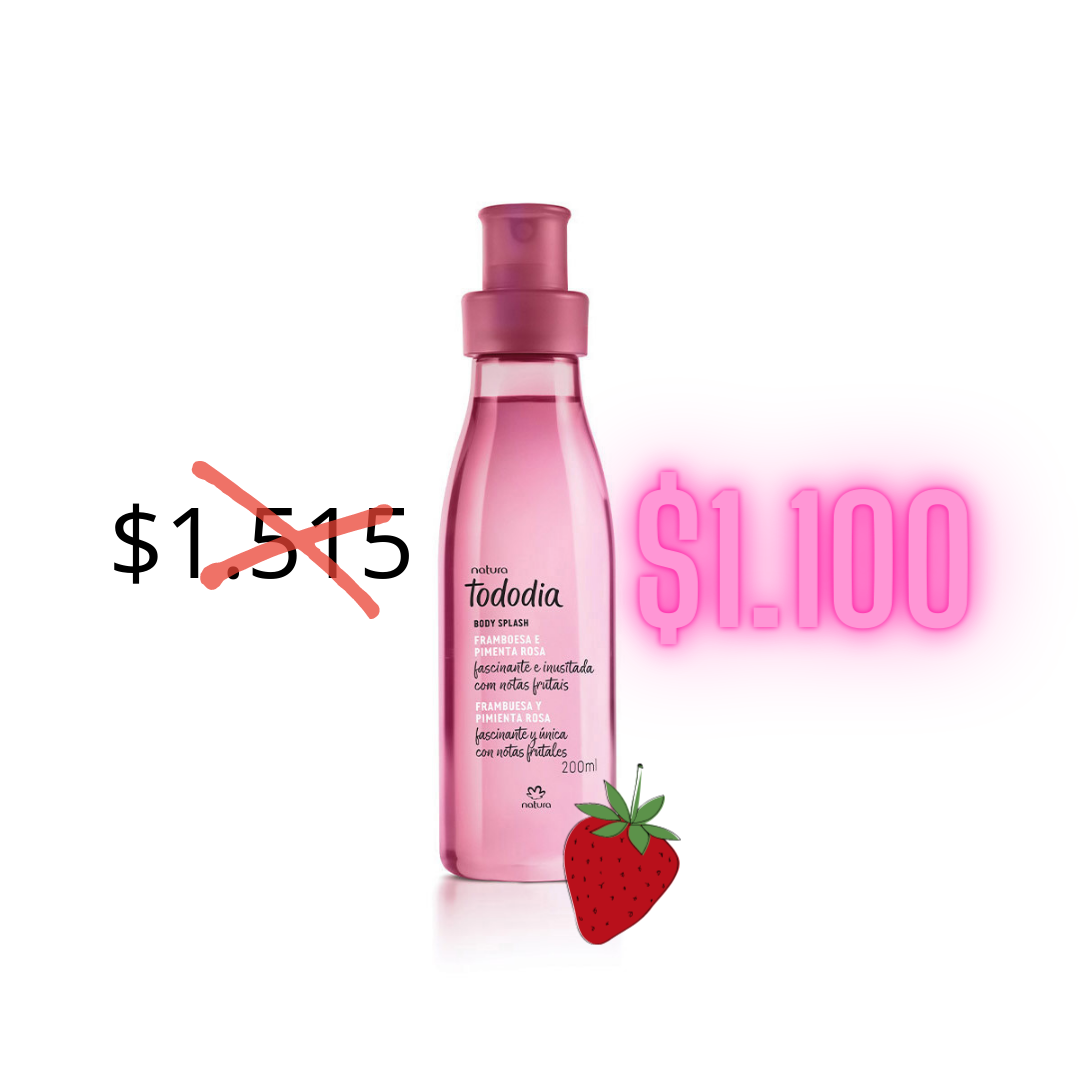 $1.515
natura
tododia
BODY SPLASH
FRAMBOESA E
PIMENTA ROSA
fascinante e inusitada
com notas frutais
FRAMBUESA Y
PIMIENTA ROSA
fascinante y única
con notas frutales
200ml
natura
$1.100